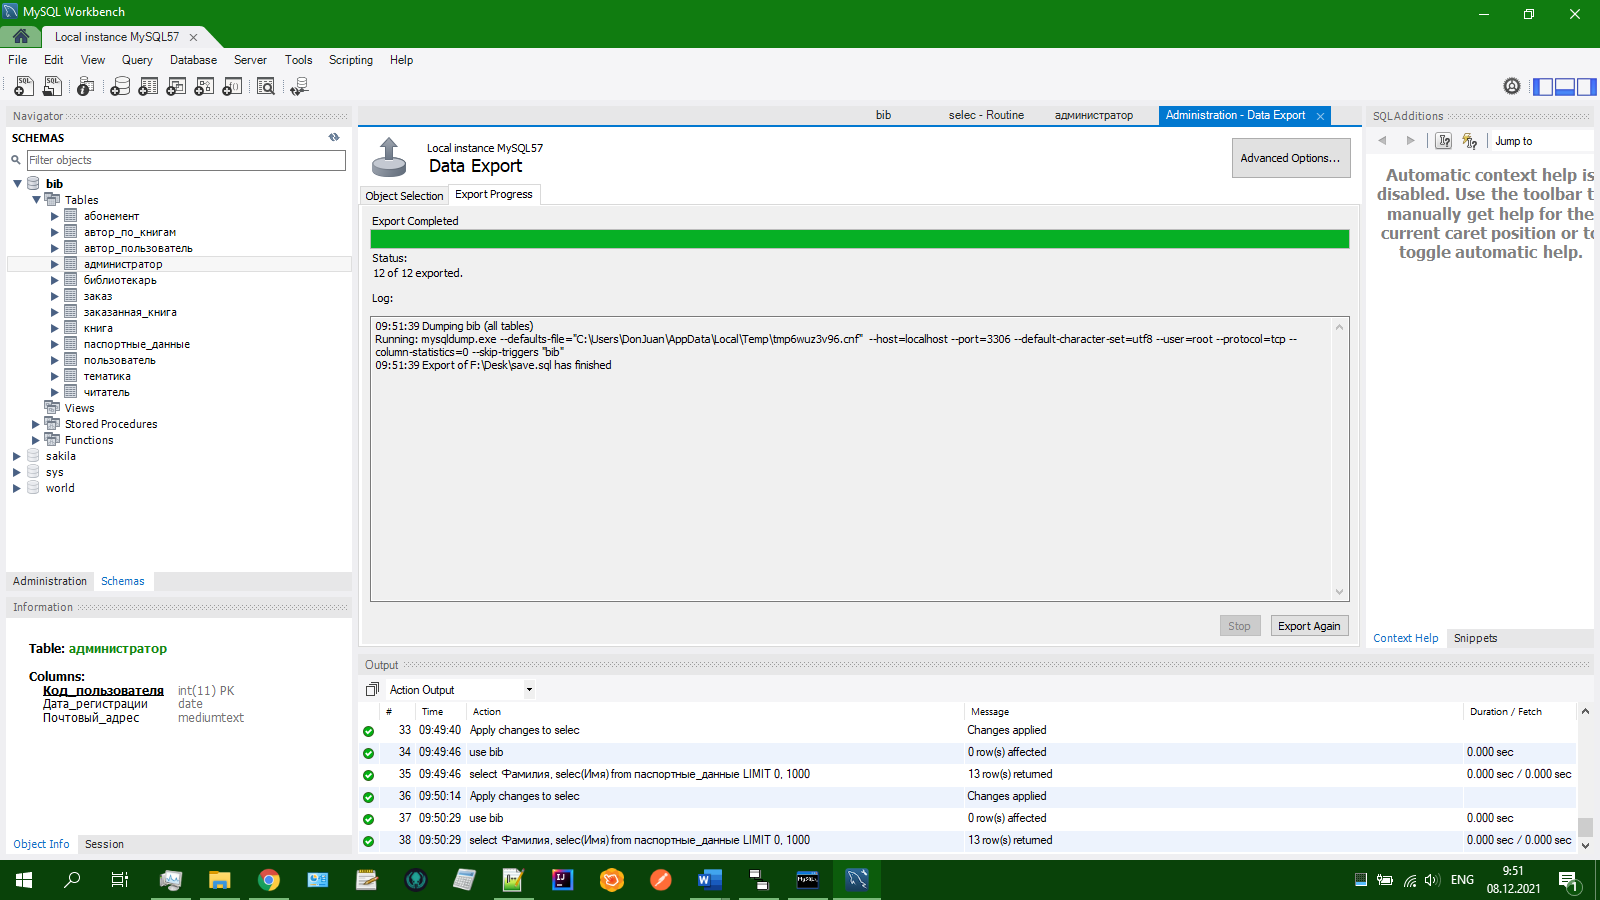 MySQL Workbench
Local instance MySQL57
File Edit View Query Database Server Tools Scripting Help
Navigator
SCHEMAS
Filter objects
bib
Tables
абонемент
автор_по_книгам
автор_пользователь
администратор
библиотекарь
заказ
заказанная_книга
книга
паспортные_данные
пользователь
тематика
читатель
Views
Stored Procedures
Functions
sakila
sys
world
Administration Schemas
Information
Table: администратор
Columns:
Код_пользователя int(11) PK
Дата_регистрации date
Почтовый_адрес mediumtext
Object Info Session
bib selec - Routine администратор Administration - Data Export
Local instance MySQL57
Data Export
Advanced Options...
Object Selection Export Progress
Export Completed
Status:
12 of 12 exported.
Log:
09:51:39 Dumping bib (all tables)
Running: mysqldump.exe --defaults-file="C:\Users\DonJuan\AppData\Local\Temp\tmp6wuz3v96.cnf" --host=localhost --port=3306 --default-character-set=utf8 --user=root --protocol=tcp --
column-statistics=0 --skip-triggers "bib"
09:51:39 Export of F:\Desk\save.sql has finished
Stop Export Again
SQLAdditions
Jump to
Automatic context help is
disabled. Use the toolbar t
manually get help for the
current caret position or to
toggle automatic help.
Context Help Snippets
Output
Action Output
# Time Action Message Duration / Fetch
33 09:49:40 Apply changes to selec Changes applied
34 09:49:46 use bib 0 row(s) affected 0.000 sec
35 09:49:46 select Фамилия, selec(Имя) from паспортные_данные LIMIT 0, 1000 13 row(s) returned 0.000 sec / 0.000 sec
36 09:50:14 Apply changes to selec Changes applied
37 09:50:29 use bib 0 row(s) affected 0.000 sec
38 09:50:29 select Фамилия, selec(Имя) from паспортные_данные LIMIT 0, 1000 13 row(s) returned 0.000 sec / 0.000 sec
ENG
9:51
08.12.2021
1